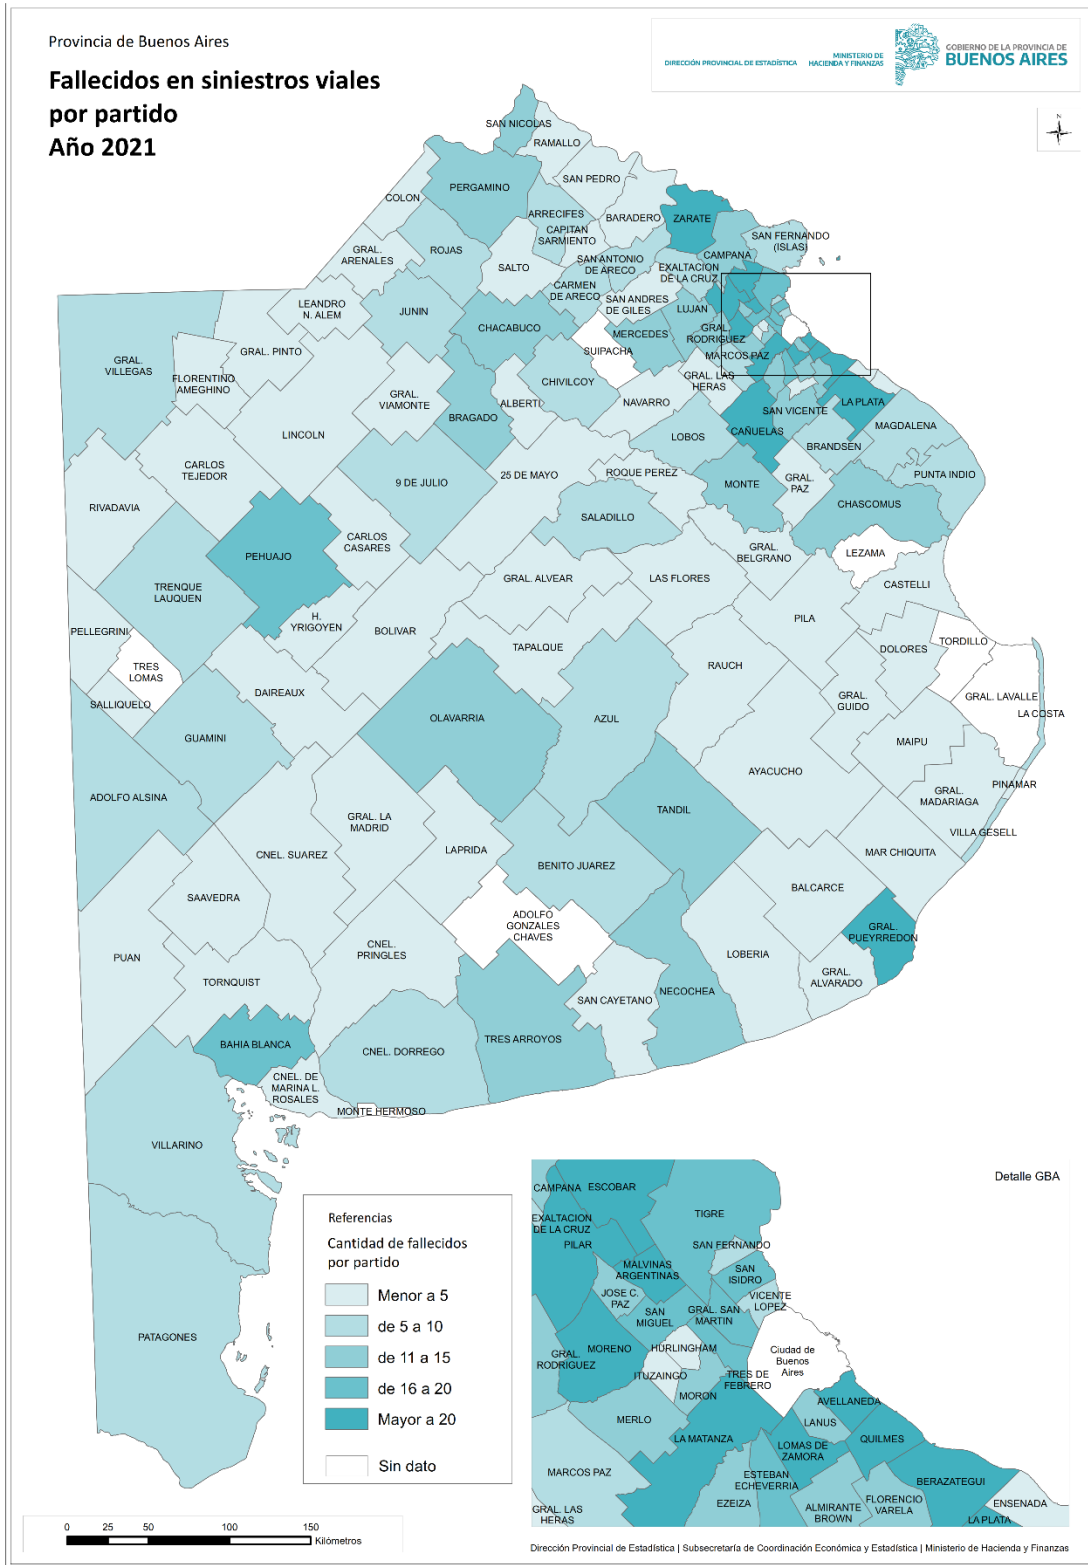 Provincia de Buenos Aires
Fallecidos en siniestros viales
por partido
Año 2021
DIRECCIÓN PROVINCIAL DE ESTADÍSTICA
MINISTERIO DE
HACIENDA Y FINANZAS
GOBIERNO DE LA PROVINCIA DE
BUENOS AIRES
N
SAN NICOLAS
RAMALLO
SAN PEDRO
PERGAMINO
COLON
BARADERO
ZARATE
ARRECIFES
CAPITAN
SARMIENTO
SAN FERNANDO
(ISLAS)
CAMPANA
ROJAS
GRAL.
ARENALES
SALTO
SAN ANTONIO
DE ARECO
EXALTACION
DE LA CRUZ
CARMEN
DE ARECO
SAN ANDRES
DE GILES
LUJAN
LEANDRO
N. ALEM
JUNIN
CHACABUCO
MERCEDES
GRAL.
RODRIGUEZ
SUIPACHA
MARCOS PAZ
GRAL. PINTO
GRAL.
VILLEGAS
FLORENTINO
AMEGHINO
GRAL.
VIAMONTE
CHIVILCOY
GRAL. LAS
HERAS
ALBERTI
NAVARRO
LA PLATA
SAN VICENTE
BRAGADO
CAÑUELAS
MAGDALENA
LINCOLN
LOBOS
BRANDSEN
CARLOS
TEJEDOR
25 DE MAYO
ROQUE PEREZ
9 DE JULIO
MONTE
GRAL.
PAZ
PUNTA INDIO
RIVADAVIA
CHASCOMUS
SALADILLO
CARLOS
CASARES
PEHUAJO
GRAL.
BELGRANO
LEZAMA
TRENQUE
LAUQUEN
GRAL. ALVEAR
LAS FLORES
CASTELLI
H.
YRIGOYEN
PILA
PELLEGRINI
BOLIVAR
TAPALQUE
DOLORES
TORDILLO
TRES
LOMAS
RAUCH
DAIREAUX
GRAL.
GUIDO
GRAL. LAVALLE
SALLIQUELO
LA COSTA
OLAVARRIA
AZUL
GUAMINI
MAIPU
AYACUCHO
PINAMAR
ADOLFO ALSINA
GRAL.
MADARIAGA
TANDIL
GRAL. LA
MADRID
VILLA GESELL
LAPRIDA
CNEL. SUAREZ
MAR CHIQUITA
BENITO JUAREZ
BALCARCE
SAAVEDRA
ADOLFO
GONZALES
CHAVES
GRAL.
PUEYRREDON
CNEL.
PRINGLES
LOBERIA
PUAN
GRAL.
ALVARADO
TORNQUIST
NECOCHEA
SAN CAYETANO
TRES ARROYOS
BAHIA BLANCA
CNEL. DORREGO
CNEL. DE
MARINA L.
ROSALES
MONTE HERMOSO
VILLARINO
PATAGONES
Referencias
Cantidad de fallecidos
por partido
Menor a 5
de 5 a 10
de 11 a 15
de 16 a 20
Mayor a 20
Sin dato
0 25 50 100 150
Kilómetros
Detalle GBA
CAMPANA
ESCOBAR
TIGRE
EXALTACION
DE LA CRUZ
PILAR
SAN FERNANDO
MALVINAS
ARGENTINAS
SAN
ISIDRO
JOSE C.
PAZ
VICENTE
LOPEZ
SAN
MIGUEL
GRAL. SAN
MARTIN
GRAL.
RODRIGUEZ
MORENO
HURLINGHAM
Ciudad de
Buenos
Aires
ITUZAINGO
TRES DE
FEBRERO
MORON
AVELLANEDA
MERLO
LANUS
LA MATANZA
LOMAS DE
ZAMORA
QUILMES
MARCOS PAZ
ESTEBAN
ECHEVERRIA
BERAZATEGUI
EZEIZA
ALMIRANTE
BROWN
FLORENCIO
VARELA
ENSENADA
GRAL. LAS
HERAS
LA PLATA
Dirección Provincial de Estadística | Subsecretaría de Coordinación Económica y Estadística | Ministerio de Hacienda y Finanzas